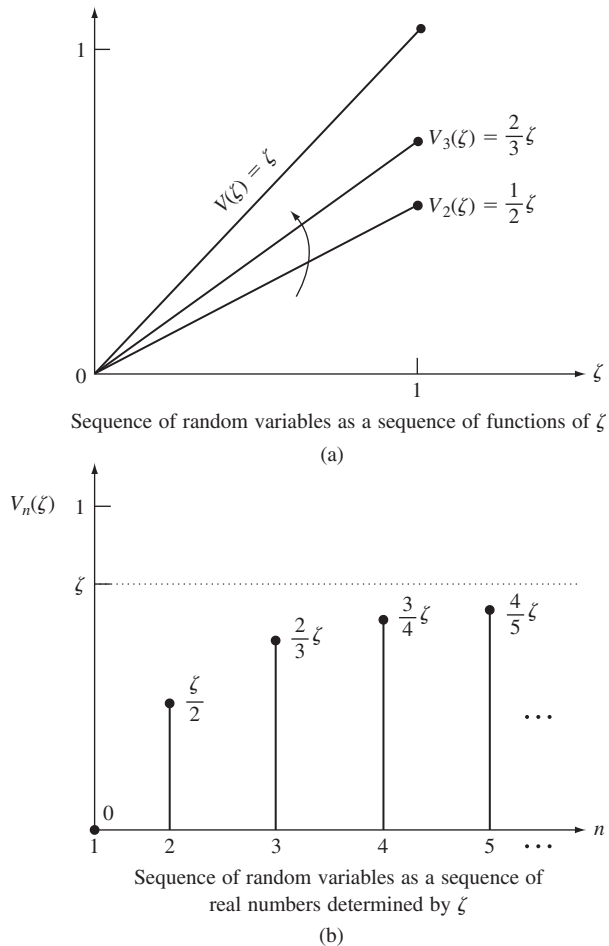 1
V(ζ) = ζ
V₃(ζ) = 2/3 ζ
V₂(ζ) = 1/2 ζ
0
1
ζ
Sequence of random variables as a sequence of functions of ζ
(a)
Vₙ(ζ)
1
ζ
ζ/2
2/3 ζ
3/4 ζ
4/5 ζ
...
0
n
1 2 3 4 5 ...
Sequence of random variables as a sequence of
real numbers determined by ζ
(b)